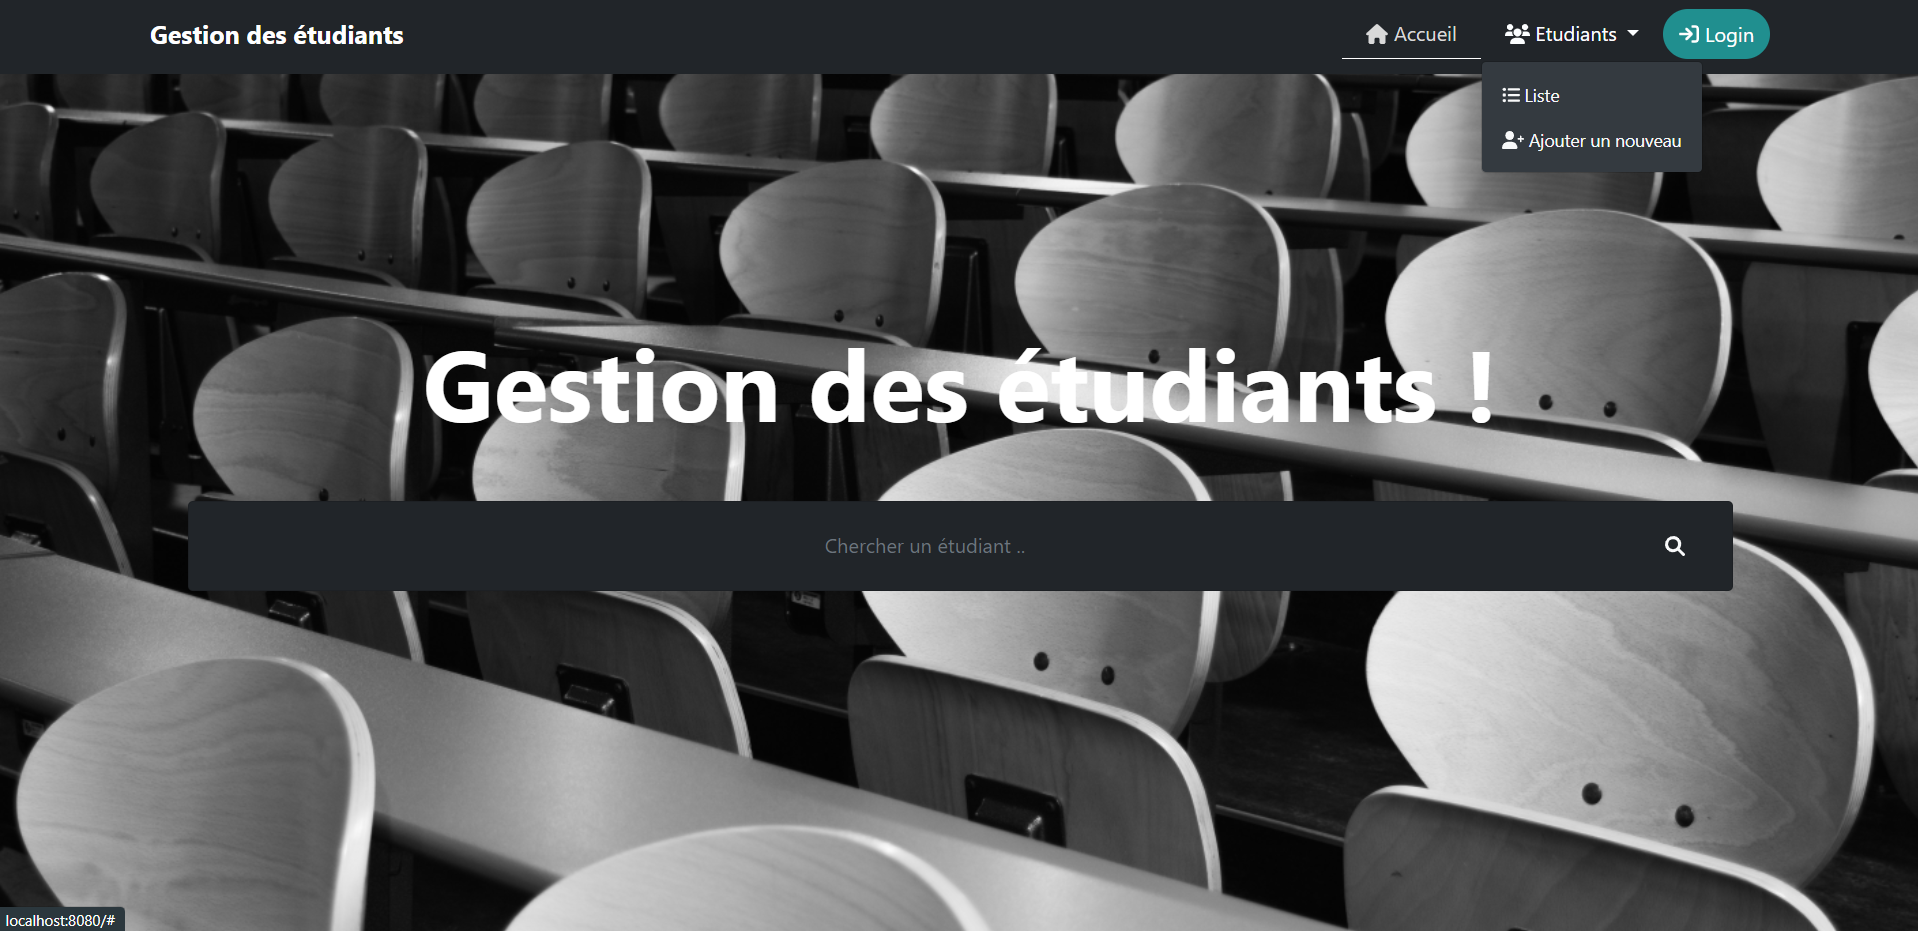 Gestion des étudiants
Accueil
Etudiants
Login
Liste
Ajouter un nouveau
Gestion des étudiants !
Chercher un étudiant ..
localhost:8080/#